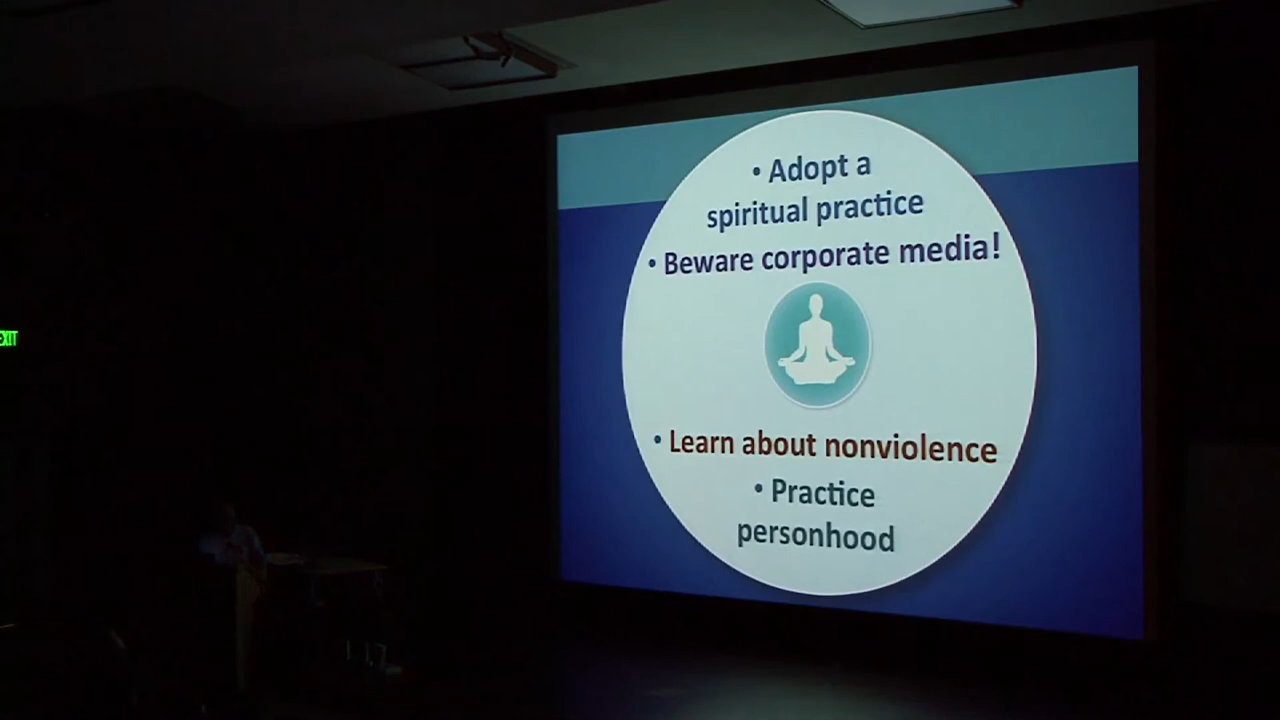 EXIT
• Adopt a
spiritual practice
• Beware corporate media!
• Learn about nonviolence
• Practice
personhood